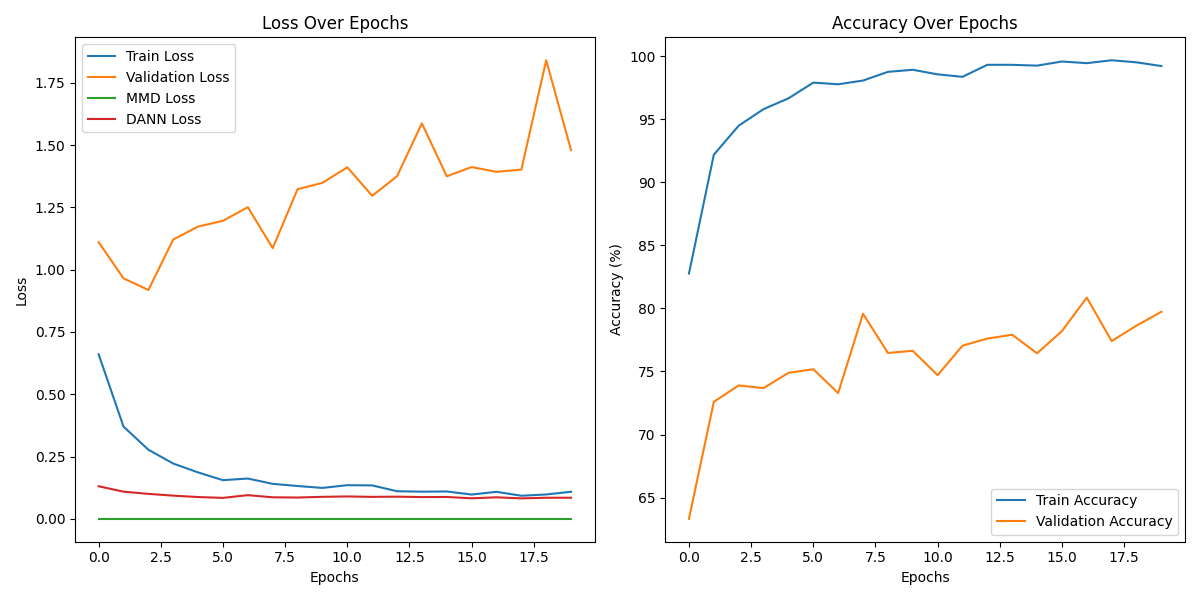 Loss Over Epochs
Train Loss
Validation Loss
MMD Loss
DANN Loss
1.75
1.50
1.25
1.00
0.75
0.50
0.25
0.00
Loss
0.0 2.5 5.0 7.5 10.0 12.5 15.0 17.5
Epochs
Accuracy Over Epochs
100
95
90
85
80
75
70
65
Accuracy (%)
Train Accuracy
Validation Accuracy
0.0 2.5 5.0 7.5 10.0 12.5 15.0 17.5
Epochs